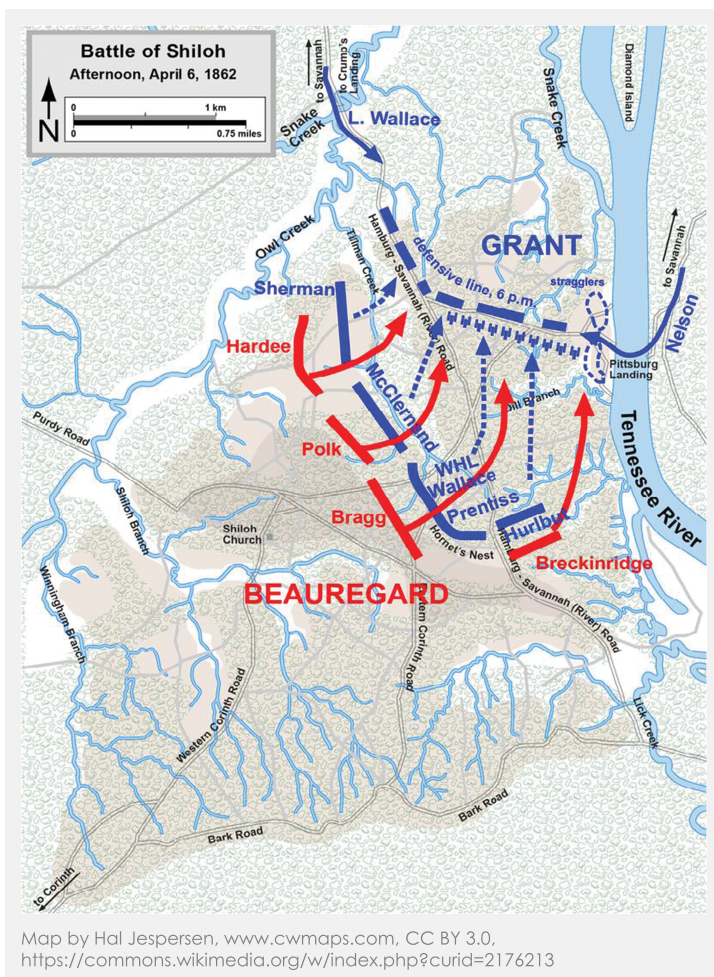 Battle of Shiloh
Afternoon, April 6, 1862
N
0
1 km
0
0.75 miles
to Savannah
to Crump's
Landing
Snake
Creek
L. Wallace
Snake Creek
Diamond Island
Owl Creek
Tillman Creek
Hamburg - Savannah (River) Road
defensive line, 6 p.m.
GRANT
stragglers
to Savannah
Nelson
Sherman
Hardee
Pittsburg
Landing
McClernand
Dill Branch
Tennessee River
Purdy Road
Polk
WHL
Wallace
Prentiss
Shiloh Branch
Bragg
Shiloh
Church
Hurlbut
Hornet's Nest
Breckinridge
BEAUREGARD
Hamburg - Savannah (River) Road
Winningham Branch
Eastern Corinth Road
Western Corinth Road
Lick Creek
Bark Road
Bark Road
to Corinth
Map by Hal Jespersen, www.cwmaps.com, CC BY 3.0,
https://commons.wikimedia.org/w/index.php?curid=2176213